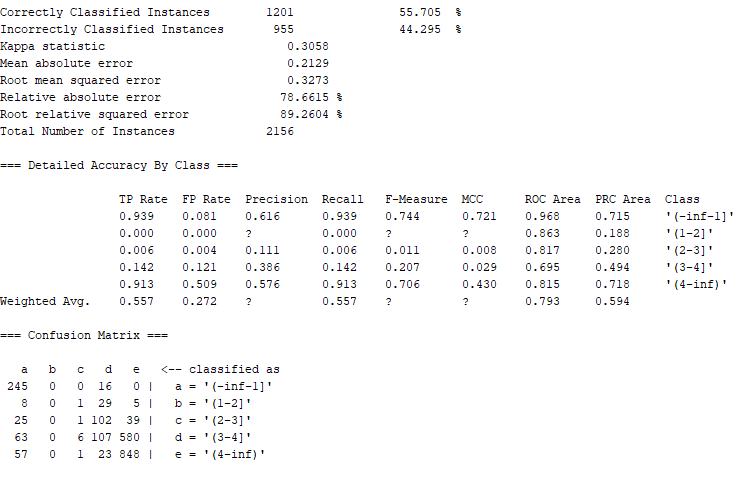 Correctly Classified Instances        1201               55.705  %
Incorrectly Classified Instances       955               44.295  %
Kappa statistic                          0.3058
Mean absolute error                      0.2129
Root mean squared error                  0.3273
Relative absolute error                 78.6615 %
Root relative squared error             89.2604 %
Total Number of Instances             2156
=== Detailed Accuracy By Class ===
                 TP Rate  FP Rate  Precision  Recall   F-Measure  MCC      ROC Area  PRC Area  Class
                 0.939    0.081    0.616      0.939    0.744      0.721    0.968     0.715     '(-inf-1]'
                 0.000    0.000    ?          0.000    ?          ?        0.863     0.188     '(1-2]'
                 0.006    0.004    0.111      0.006    0.011      0.008    0.817     0.280     '(2-3]'
                 0.142    0.121    0.386      0.142    0.207      0.029    0.695     0.494     '(3-4]'
                 0.913    0.509    0.576      0.913    0.706      0.430    0.815     0.718     '(4-inf)'
Weighted Avg.    0.557    0.272    ?          0.557    ?          ?        0.793     0.594
=== Confusion Matrix ===
   a   b   c   d   e   <-- classified as
 245   0   0  16   0 |   a = '(-inf-1]'
   8   0   1  29   5 |   b = '(1-2]'
  25   0   1 102  39 |   c = '(2-3]'
  63   0   6 107 580 |   d = '(3-4]'
  57   0   1  23 848 |   e = '(4-inf)'